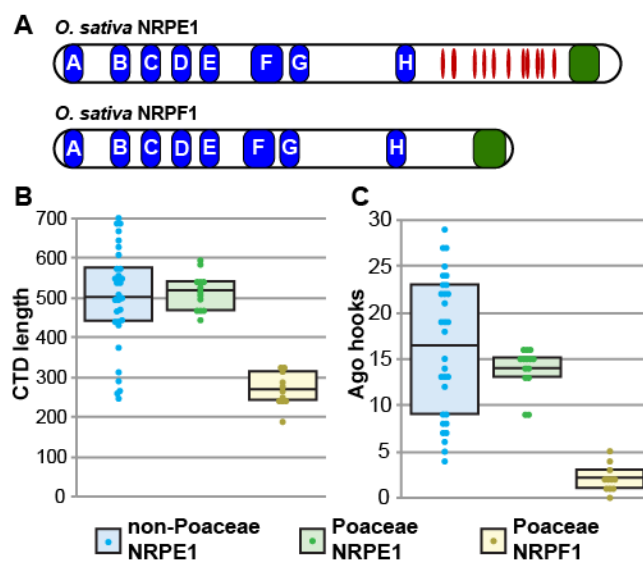 A
O. sativa NRPE1
A B C D E F G H
O. sativa NRPF1
A B C D E F G H
B
CTD length
700
600
500
400
300
200
100
0
C
Ago hooks
30
25
20
15
10
5
0
non-Poaceae
NRPE1
Poaceae
NRPE1
Poaceae
NRPF1